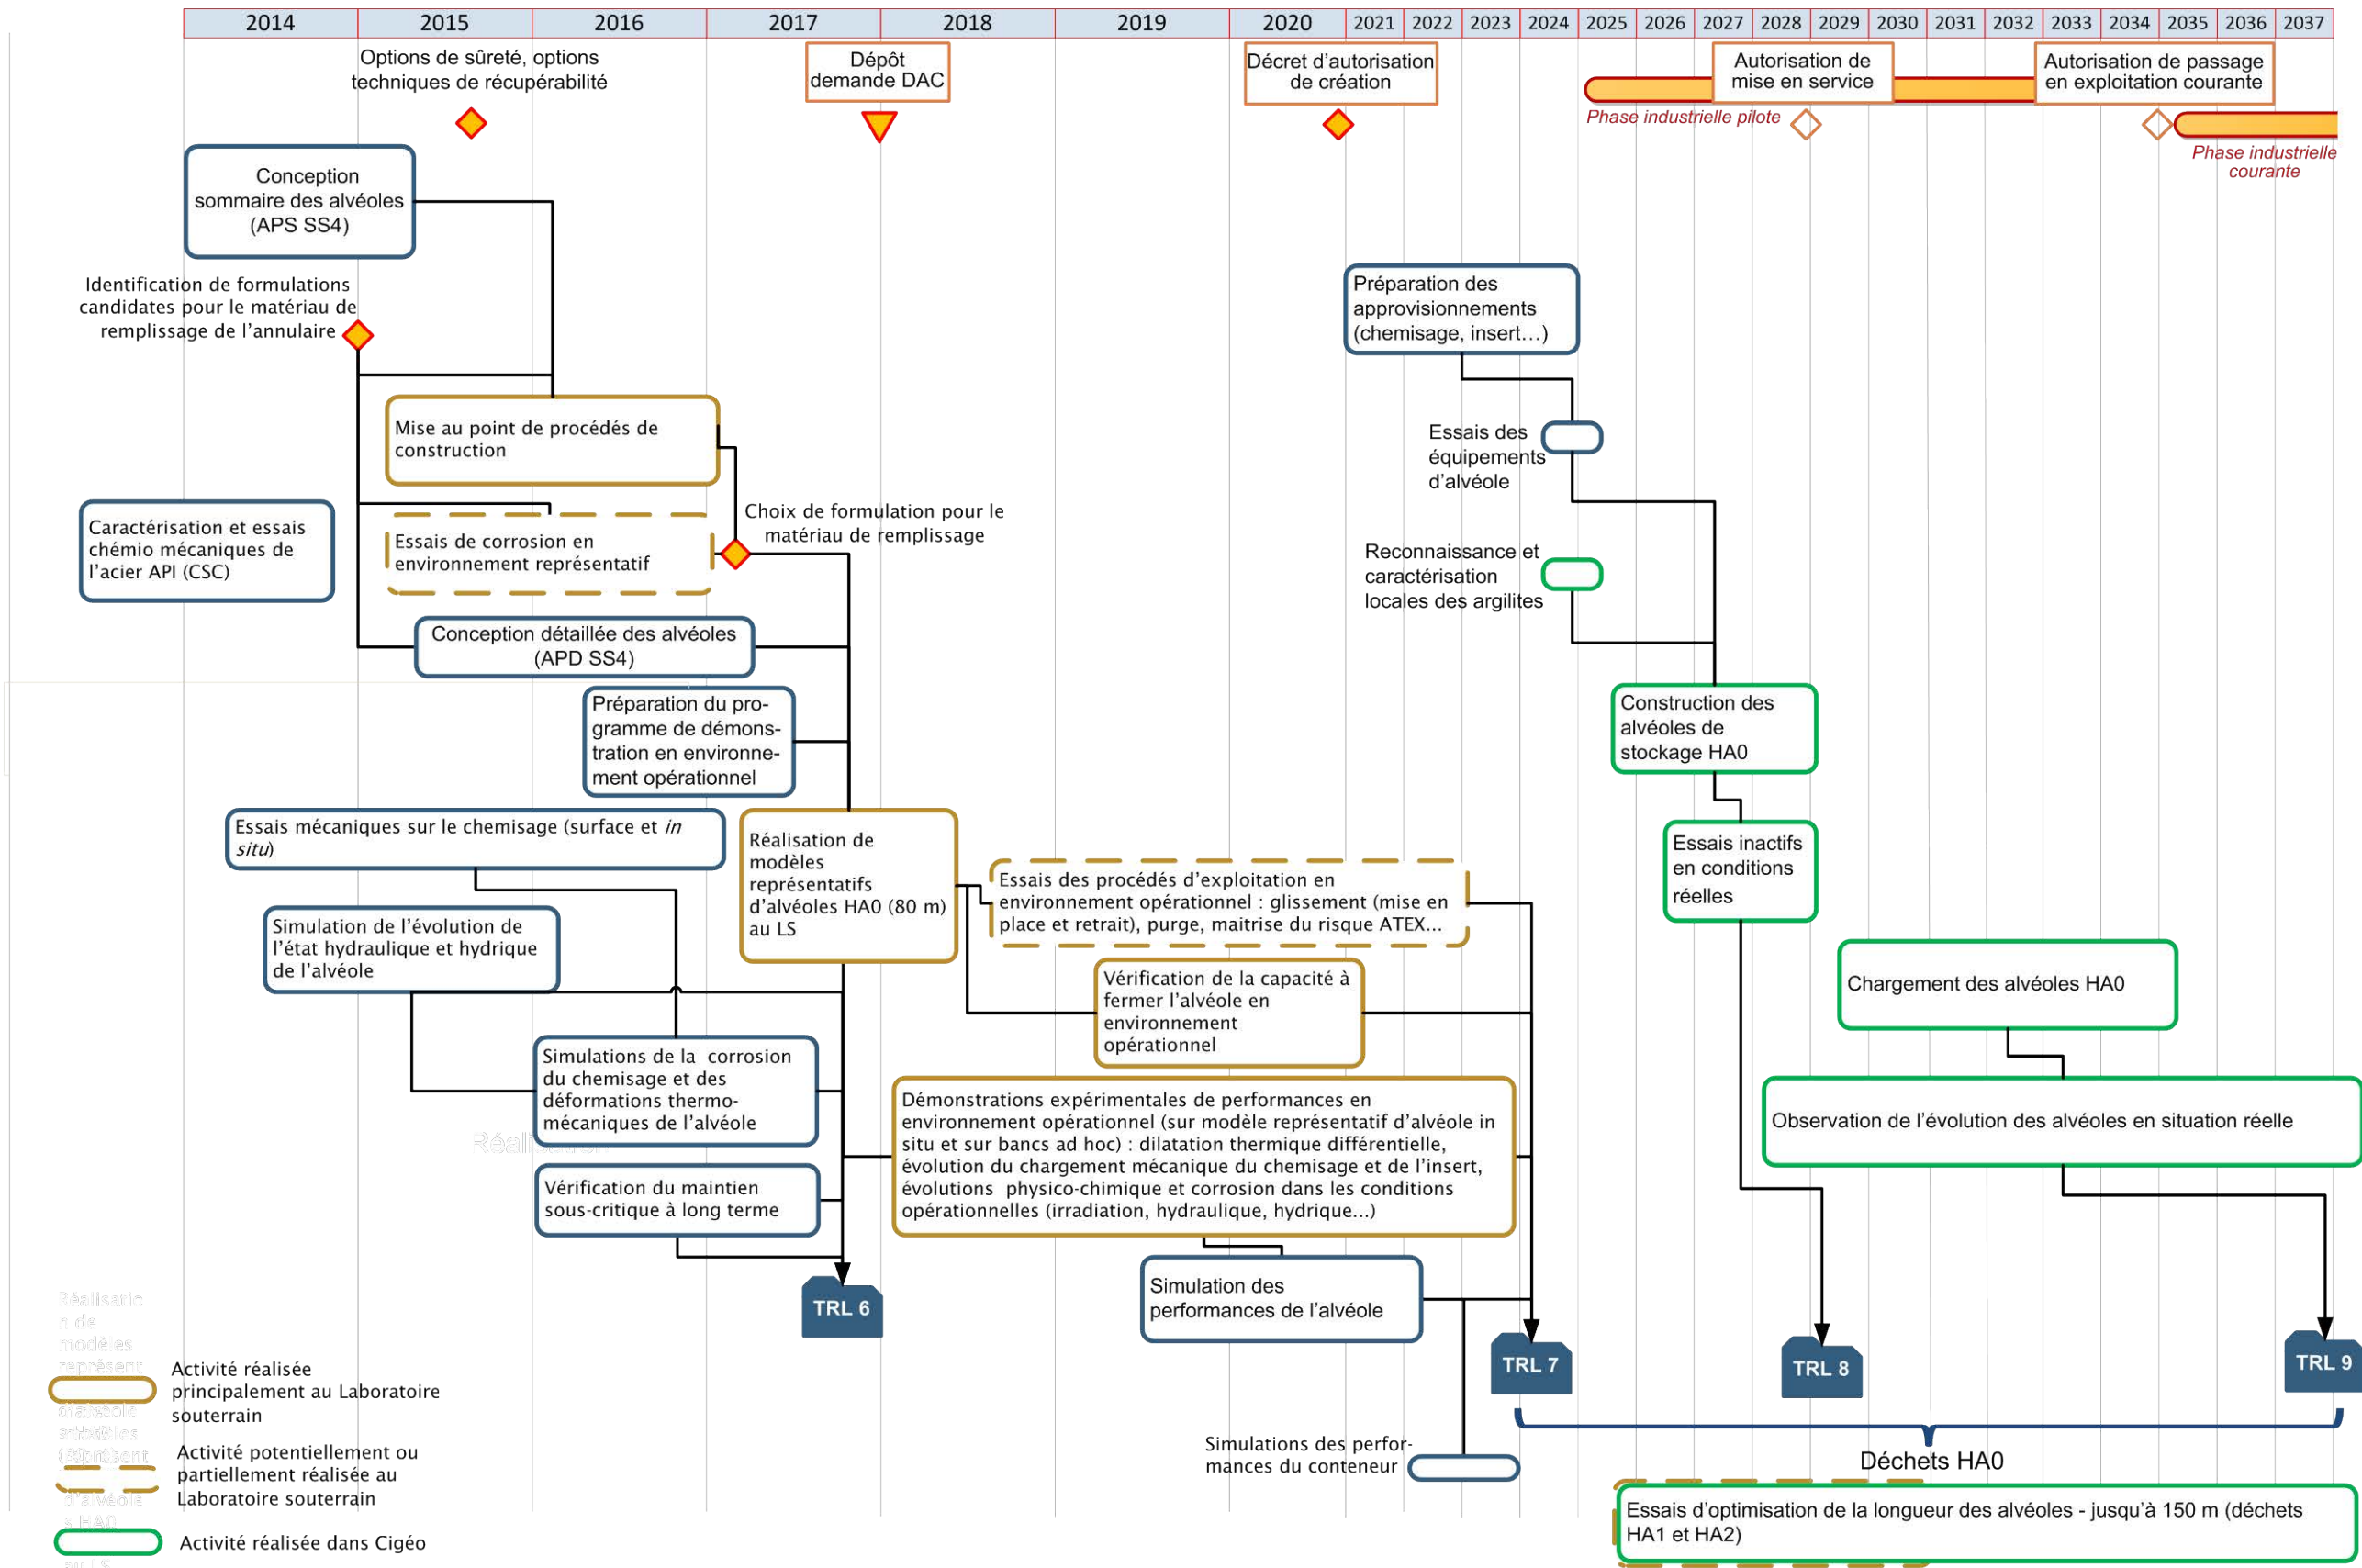 2014 2015 2016 2017 2018 2019 2020 2021 2022 2023 2024 2025 2026 2027 2028 2029 2030 2031 2032 2033 2034 2035 2036 2037
Options de sûreté, options
techniques de récupérabilité
Dépôt
demande DAC
Décret d'autorisation
de création
Autorisation de
mise en service
Autorisation de passage
en exploitation courante
Phase industrielle pilote
Phase industrielle
courante
Conception
sommaire des alvéoles
(APS SS4)
Identification de formulations
candidates pour le matériau de
remplissage de l'annulaire
Préparation des
approvisionnements
(chemisage, insert...)
Mise au point de procédés de
construction
Essais des
équipements
d'alvéole
Caractérisation et essais
chémio mécaniques de
l'acier API (CSC)
Essais de corrosion en
environnement représentatif
Choix de formulation pour le
matériau de remplissage
Reconnaissance et
caractérisation
locales des argilites
Conception détaillée des alvéoles
(APD SS4)
Préparation du pro-
gramme de démons-
tration en environne-
ment opérationnel
Construction des
alvéoles de
stockage HA0
Essais mécaniques sur le chemisage (surface et in
situ)
Réalisation de
modèles
représentatifs
d'alvéoles HA0 (80 m)
au LS
Essais des procédés d'exploitation en
environnement opérationnel : glissement (mise en
place et retrait), purge, maitrise du risque ATEX...
Essais inactifs
en conditions
réelles
Simulation de l'évolution de
l'état hydraulique et hydrique
de l'alvéole
Vérification de la capacité à
fermer l'alvéole en
environnement
opérationnel
Chargement des alvéoles HA0
Simulations de la corrosion
du chemisage et des
déformations thermo-
mécaniques de l'alvéole
Démonstrations expérimentales de performances en
environnement opérationnel (sur modèle représentatif d'alvéole in
situ et sur bancs ad hoc) : dilatation thermique différentielle,
évolution du chargement mécanique du chemisage et de l'insert,
évolutions physico-chimique et corrosion dans les conditions
opérationnelles (irradiation, hydraulique, hydrique...)
Observation de l'évolution des alvéoles en situation réelle
Vérification du maintien
sous-critique à long terme
Simulation des
performances de l'alvéole
TRL 6
TRL 7
TRL 8
TRL 9
Simulations des perfor-
mances du conteneur
Déchets HA0
Essais d'optimisation de la longueur des alvéoles - jusqu'à 150 m (déchets
HA1 et HA2)
Réalisatio
n de
modèles
représent
Activité réalisée
principalement au Laboratoire
souterrain
Activité potentiellement ou
partiellement réalisée au
Laboratoire souterrain
Activité réalisée dans Cigéo